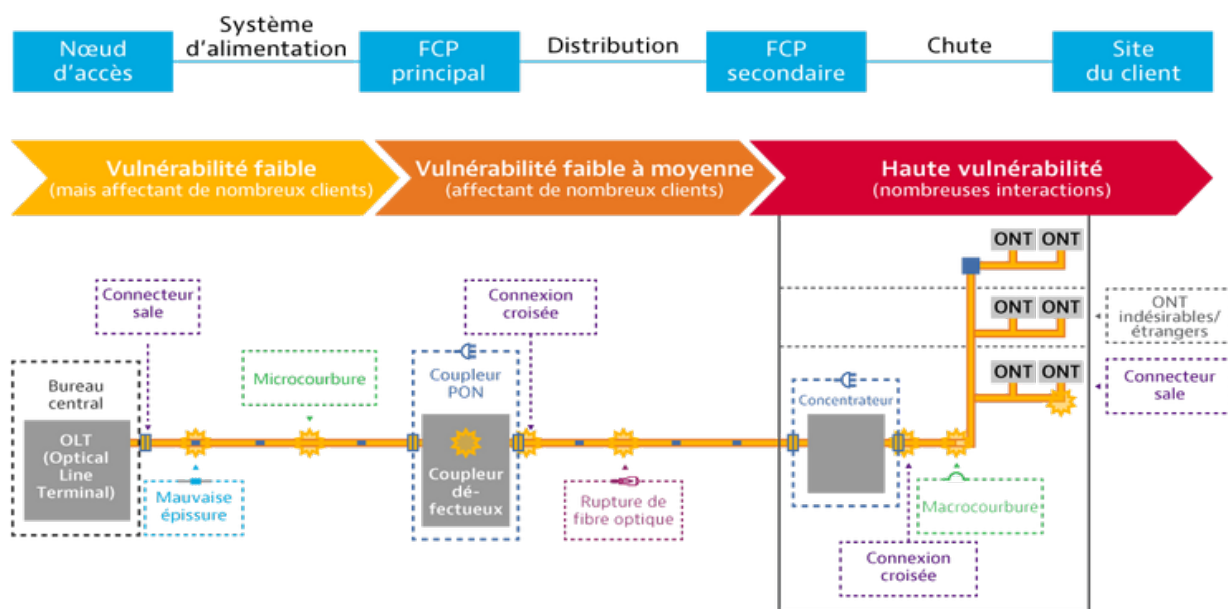 Nœud
d'accès
Système
d'alimentation
FCP
principal
Distribution
FCP
secondaire
Chute
Site
du client
Vulnérabilité faible
(mais affectant de nombreux clients)
Vulnérabilité faible à moyenne
(affectant de nombreux clients)
Haute vulnérabilité
(nombreuses interactions)
ONT ONT
Connecteur
sale
Connexion
croisée
ONT ONT
ONT
indésirables/
étrangers
Bureau
central
Microcourbure
Coupleur
PON
Concentrateur
ONT ONT
Connecteur
sale
OLT
(Optical
Line
Terminal)
Coupleur
dé-
fectueux
Mauvaise
épissure
Rupture de
fibre optique
Macrocourbure
Connexion
croisée